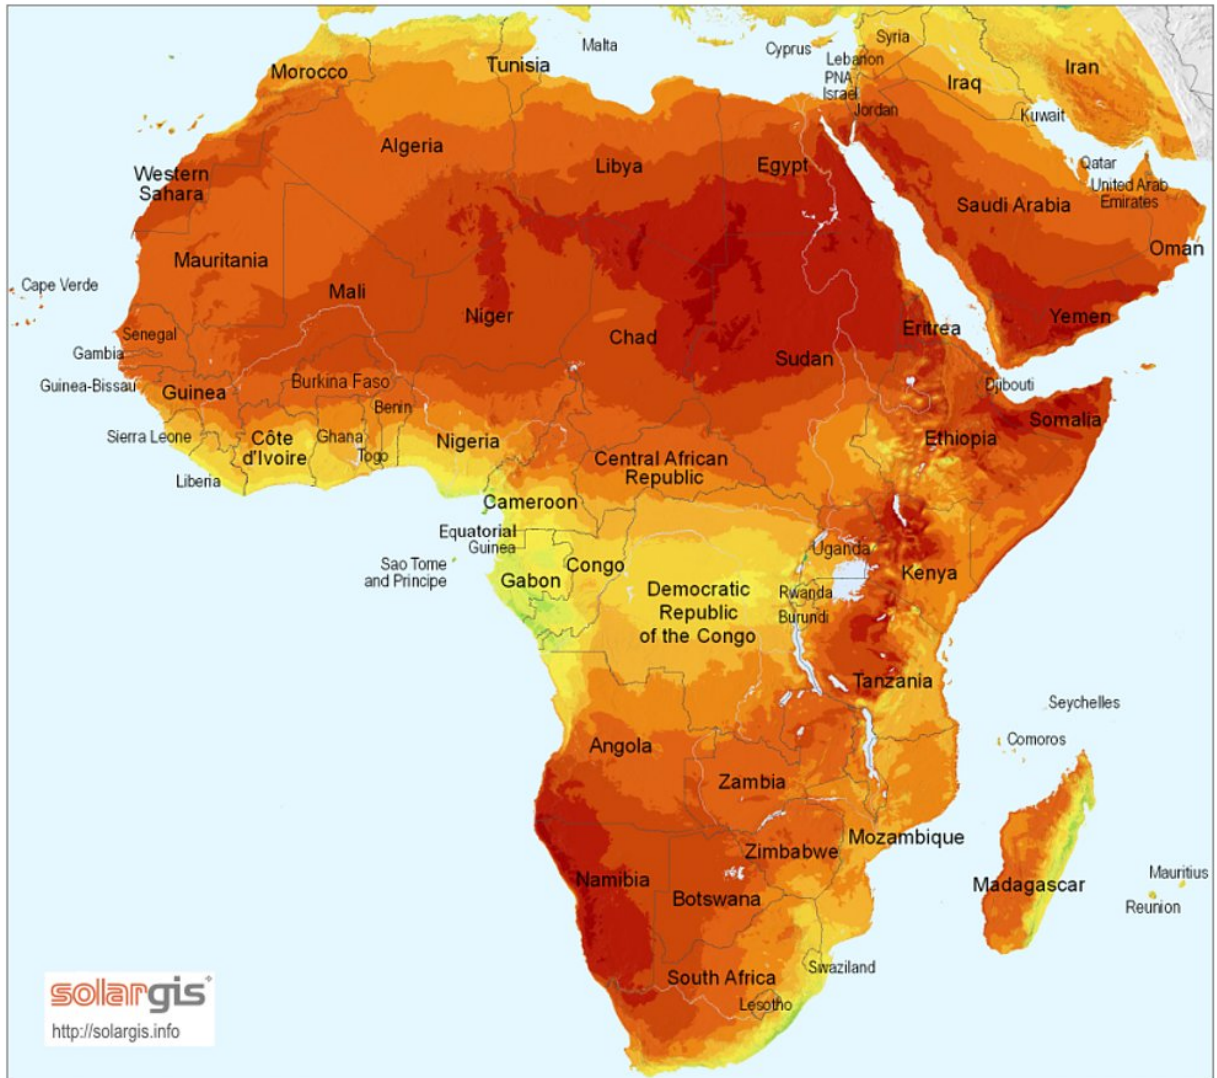 Malta
Cyprus
Syria
Lebanon
PNA
Israel
Jordan
Iraq
Iran
Kuwait
Morocco
Tunisia
Algeria
Libya
Egypt
Western
Sahara
Qatar
United Arab
Emirates
Saudi Arabia
Oman
Mauritania
Cape Verde
Mali
Niger
Chad
Sudan
Eritrea
Yemen
Senegal
Gambia
Guinea-Bissau
Guinea
Burkina Faso
Benin
Djibouti
Somalia
Ethiopia
Sierra Leone
Côte
d'Ivoire
Ghana
Togo
Nigeria
Liberia
Central African
Republic
Cameroon
Equatorial
Guinea
Sao Tome
and Principe
Gabon
Congo
Democratic
Republic
of the Congo
Uganda
Kenya
Rwanda
Burundi
Tanzania
Seychelles
Comoros
Angola
Zambia
Mozambique
Zimbabwe
Namibia
Botswana
Madagascar
Mauritius
Reunion
South Africa
Swaziland
Lesotho
solargis
http://solargis.info